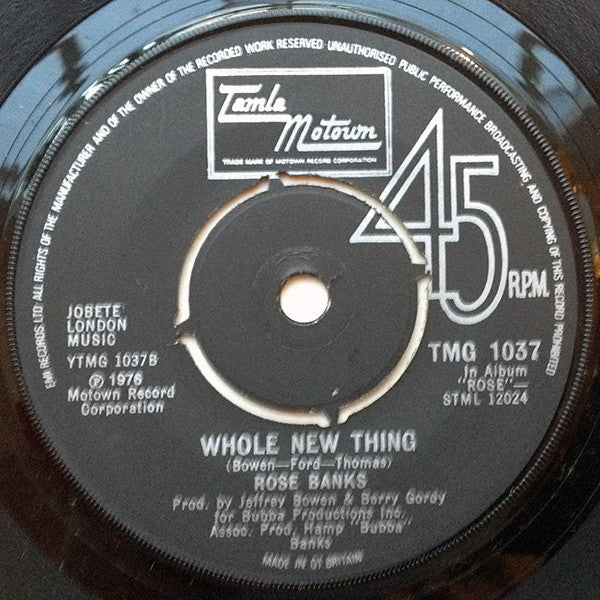 EMI RECORDS LTD. ALL RIGHTS OF THE MANUFACTURER AND OF THE OWNER OF THE RECORDED WORK RESERVED · UNAUTHORISED PUBLIC PERFORMANCE BROADCASTING AND COPYING OF THIS RECORD PROHIBITED
Tamla
Motown
TRADE MARK OF MOTOWN RECORD CORPORATION
45
R.P.M.
JOBETE
LONDON
MUSIC
YTMG 1037B
℗ 1976
Motown Record
Corporation
TMG 1037
In Album
"ROSE"—
STML 12024
WHOLE NEW THING
(Bowen—Ford—Thomas)
ROSE BANKS
Prod. by Jeffrey Bowen & Berry Gordy
for Bubba Productions Inc.
Assoc. Prod. Hamp "Bubba"
Banks
MADE IN GT BRITAIN